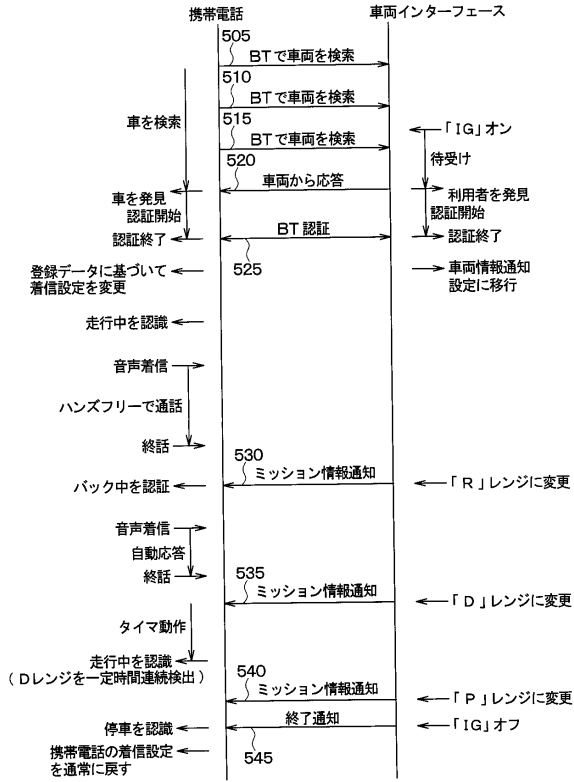 携帯電話
車両インターフェース
505
BTで車両を検索
510
BTで車両を検索
車を検索
515
「IG」オン
BTで車両を検索
待受け
520
車両から応答
車を発見
認証開始
利用者を発見
認証開始
BT認証
認証終了
認証終了
525
登録データに基づいて
着信設定を変更
車両情報通知
設定に移行
走行中を認識
音声着信
ハンズフリーで通話
終話
530
ミッション情報通知
バック中を認証
「R」レンジに変更
音声着信
自動応答
終話
535
ミッション情報通知
「D」レンジに変更
タイマ動作
走行中を認識
(Dレンジを一定時間連続検出)
540
ミッション情報通知
「P」レンジに変更
終了通知
停車を認識
「IG」オフ
545
携帯電話の着信設定
を通常に戻す